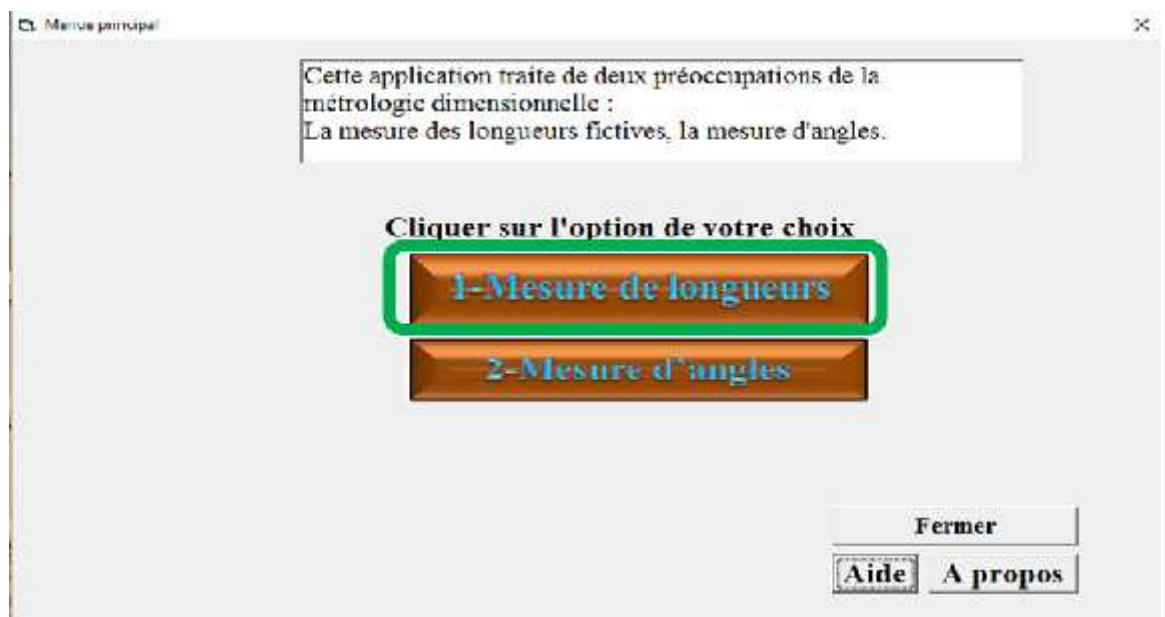 Menue principal
Cette application traite de deux préoccupations de la
métrologie dimensionnelle :
La mesure des longueurs fictives, la mesure d'angles.
Cliquer sur l'option de votre choix
1-Mesure de longueurs
2-Mesure d'angles
Fermer
Aide A propos